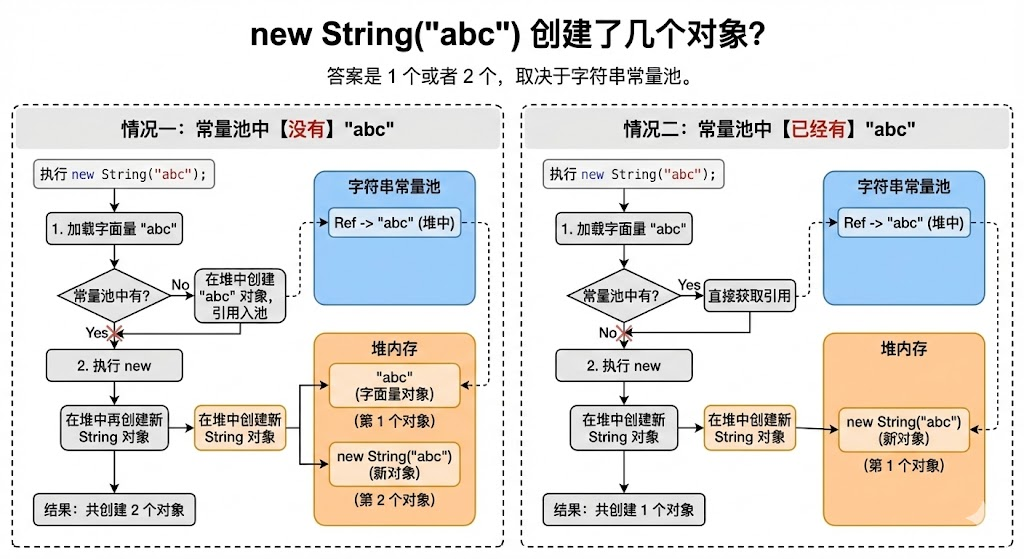 new String("abc") 创建了几个对象?
答案是 1 个或者 2 个，取决于字符串常量池。
情况一：常量池中【没有】"abc"
执行 new String("abc");
1. 加载字面量 "abc"
常量池中有?
No
在堆中创建
"abc" 对象，
引用入池
Yes
2. 执行 new
在堆中再创建新
String 对象
在堆中创建新
String 对象
结果：共创建 2 个对象
字符串常量池
Ref -> "abc" (堆中)
堆内存
"abc"
(字面量对象)
(第 1 个对象)
new String("abc")
(新对象)
(第 2 个对象)
情况二：常量池中【已经有】"abc"
执行 new String("abc");
1. 加载字面量 "abc"
常量池中有?
Yes
直接获取引用
No
2. 执行 new
在堆中创建新
String 对象
在堆中创建新
String 对象
结果：共创建 1 个对象
字符串常量池
Ref -> "abc" (堆中)
堆内存
new String("abc")
(新对象)
(第 1 个对象)